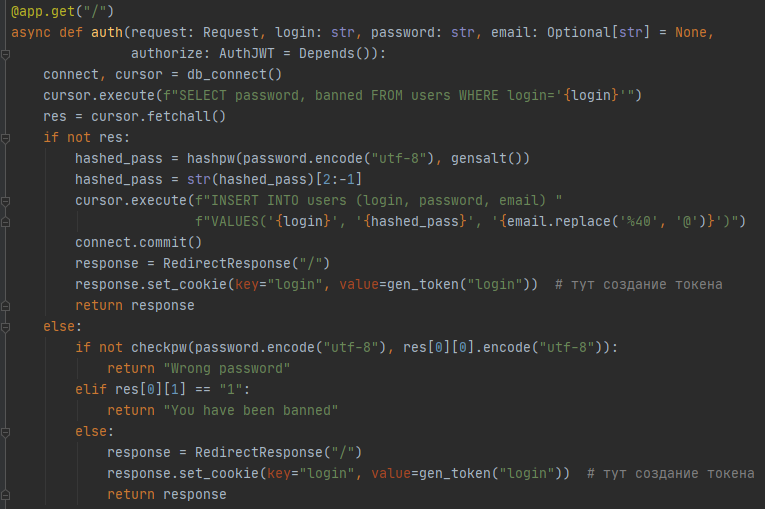 @app.get("/")
async def auth(request: Request, login: str, password: str, email: Optional[str] = None,
               authorize: AuthJWT = Depends()):
    connect, cursor = db_connect()
    cursor.execute(f"SELECT password, banned FROM users WHERE login='{login}'")
    res = cursor.fetchall()
    if not res:
        hashed_pass = hashpw(password.encode("utf-8"), gensalt())
        hashed_pass = str(hashed_pass)[2:-1]
        cursor.execute(f"INSERT INTO users (login, password, email) "
                       f"VALUES('{login}', '{hashed_pass}', '{email.replace('%40', '@')}')")
        connect.commit()
        response = RedirectResponse("/")
        response.set_cookie(key="login", value=gen_token("login"))  # тут создание токена
        return response
    else:
        if not checkpw(password.encode("utf-8"), res[0][0].encode("utf-8")):
            return "Wrong password"
        elif res[0][1] == "1":
            return "You have been banned"
        else:
            response = RedirectResponse("/")
            response.set_cookie(key="login", value=gen_token("login"))  # тут создание токена
            return response